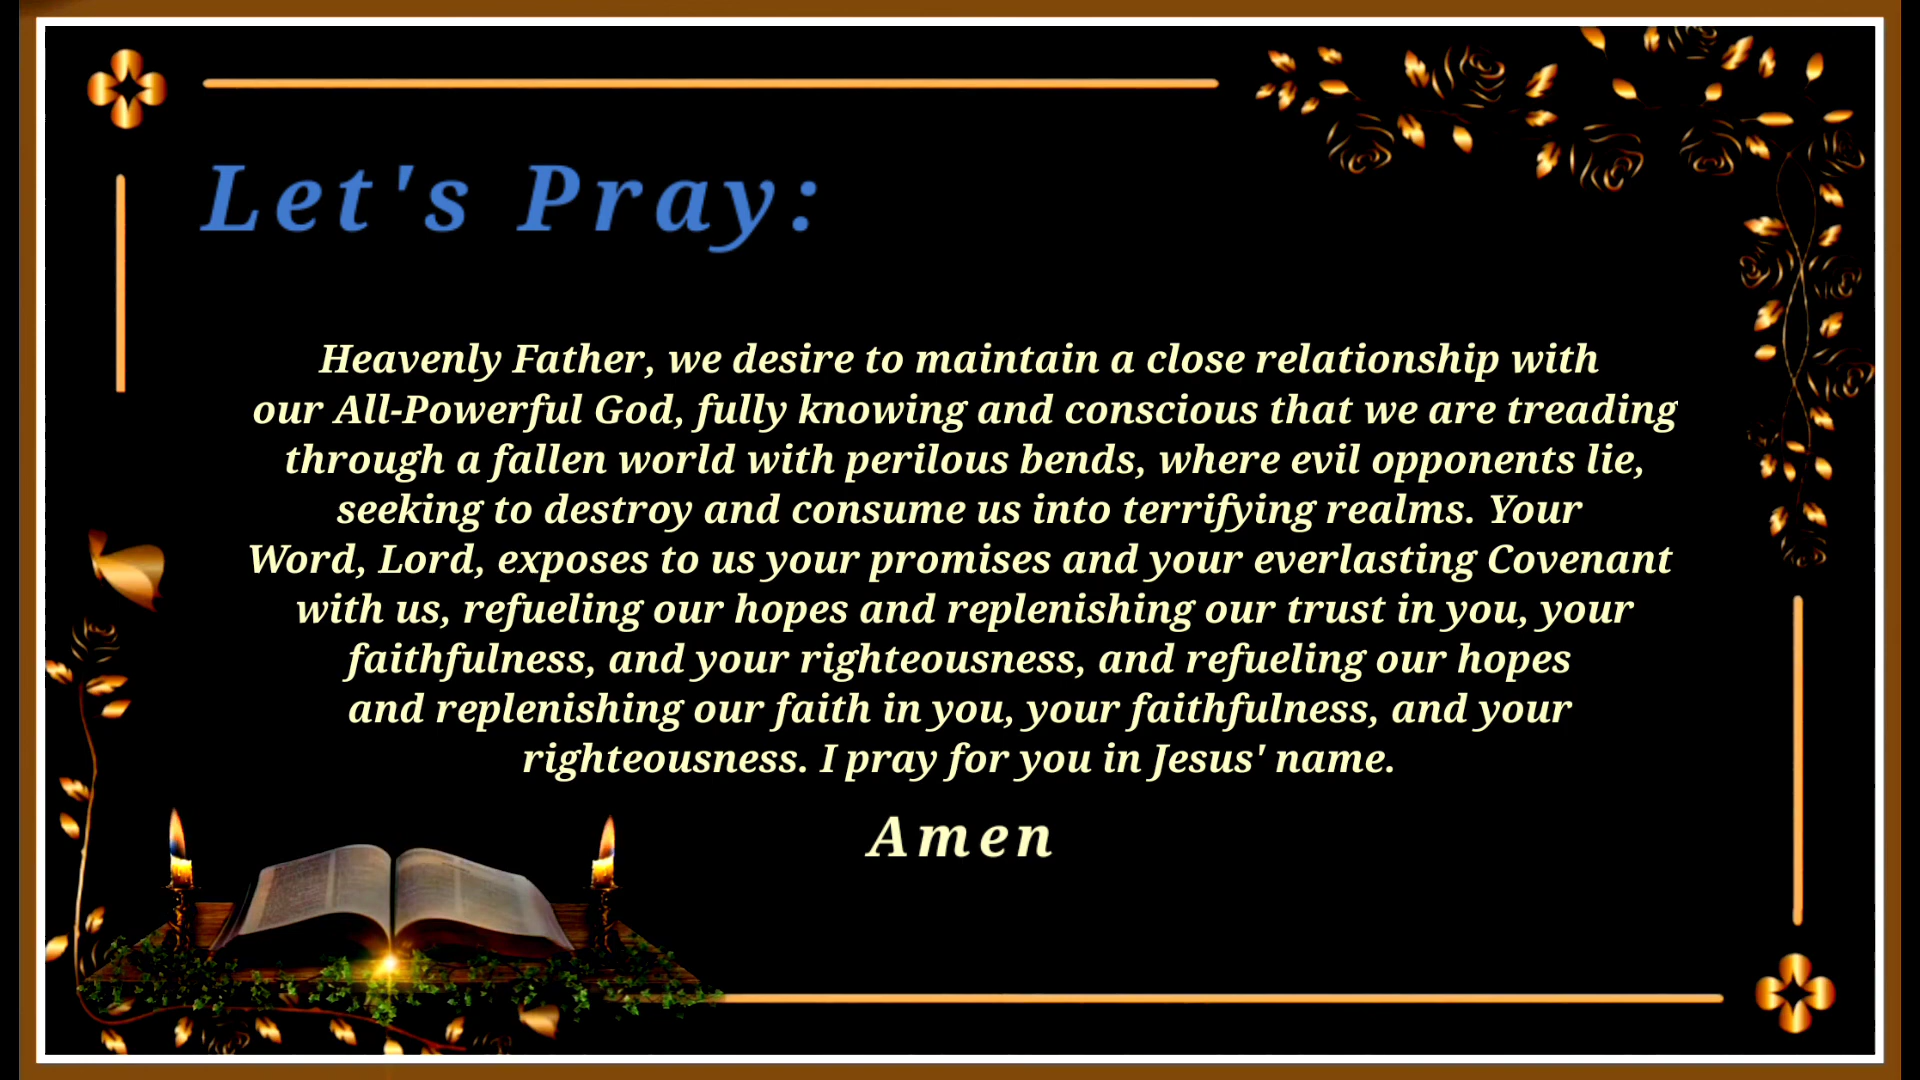 Let's Pray:
Heavenly Father, we desire to maintain a close relationship with
our All-Powerful God, fully knowing and conscious that we are treading
through a fallen world with perilous bends, where evil opponents lie,
seeking to destroy and consume us into terrifying realms. Your
Word, Lord, exposes to us your promises and your everlasting Covenant
with us, refueling our hopes and replenishing our trust in you, your
faithfulness, and your righteousness, and refueling our hopes
and replenishing our faith in you, your faithfulness, and your
righteousness. I pray for you in Jesus' name.
Amen